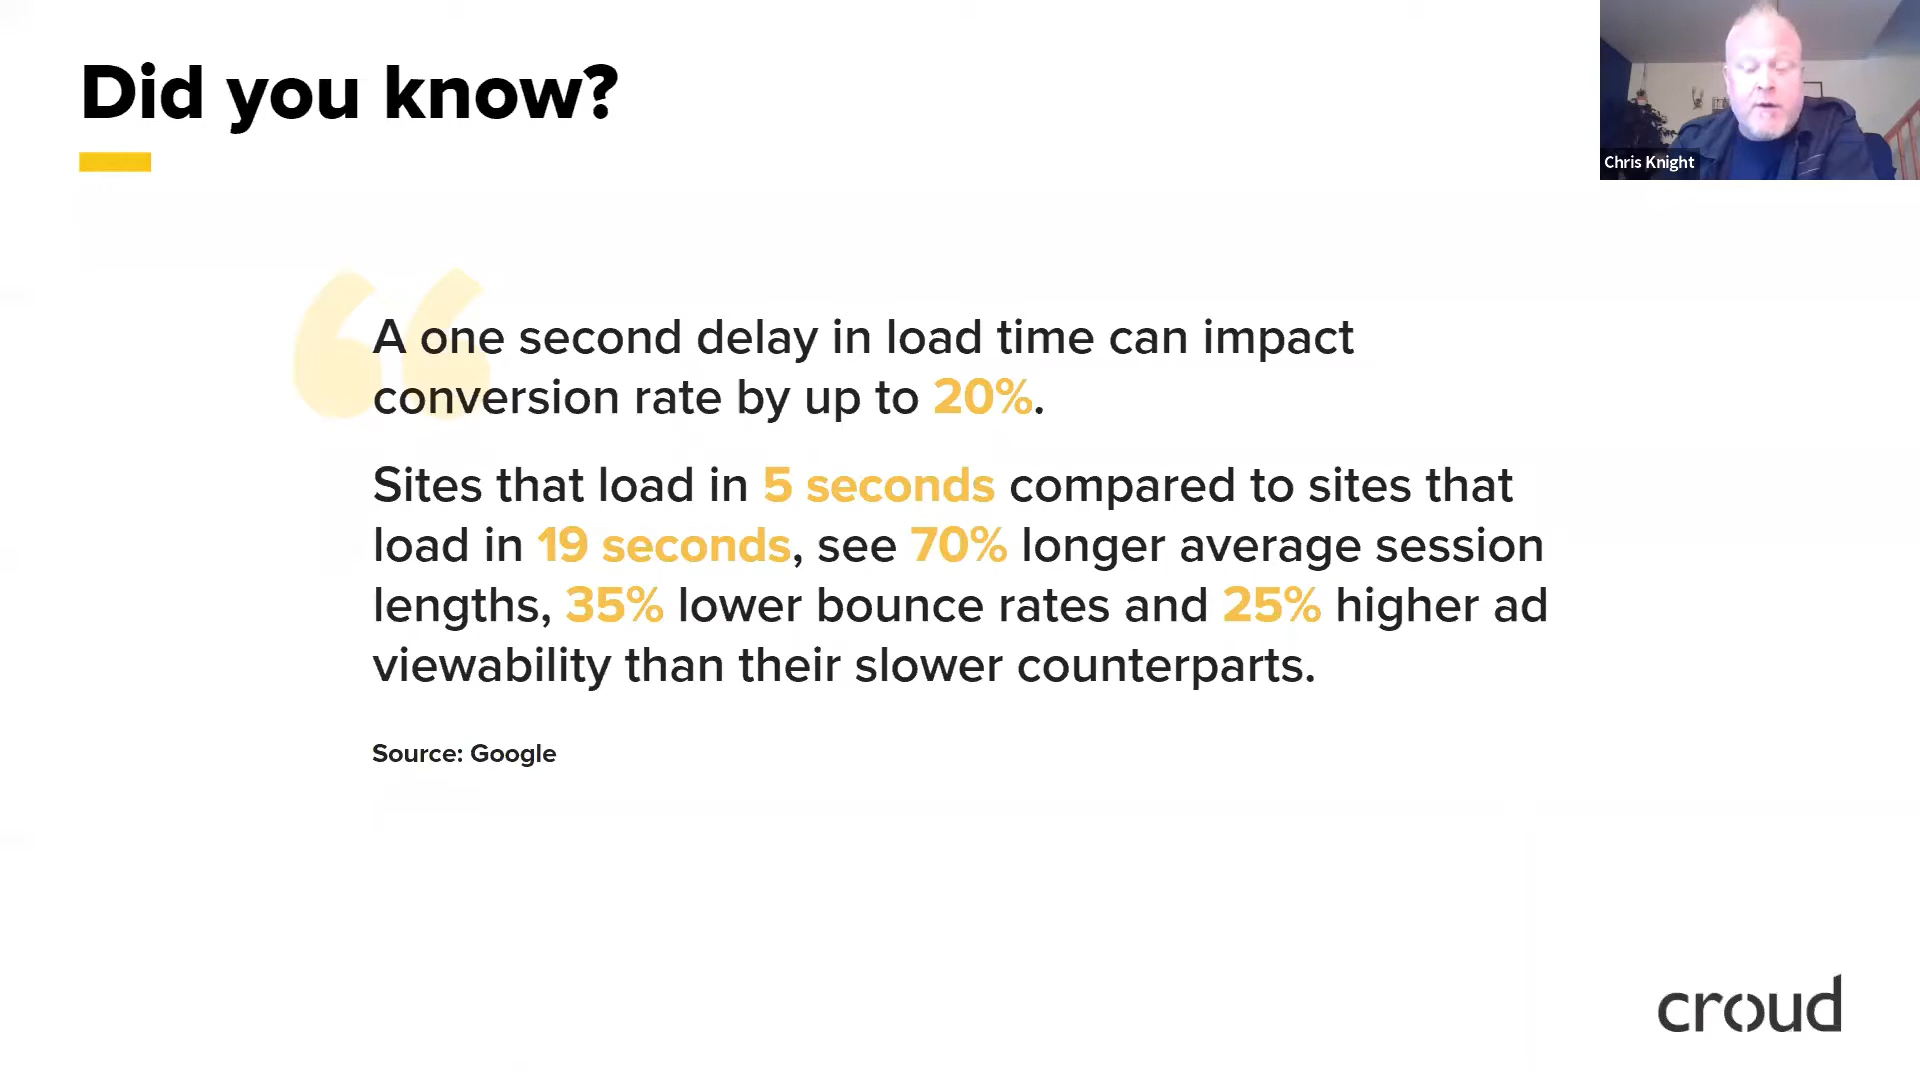 Did you know?
Chris Knight
A one second delay in load time can impact
conversion rate by up to 20%.
Sites that load in 5 seconds compared to sites that
load in 19 seconds, see 70% longer average session
lengths, 35% lower bounce rates and 25% higher ad
viewability than their slower counterparts.
Source: Google
croud